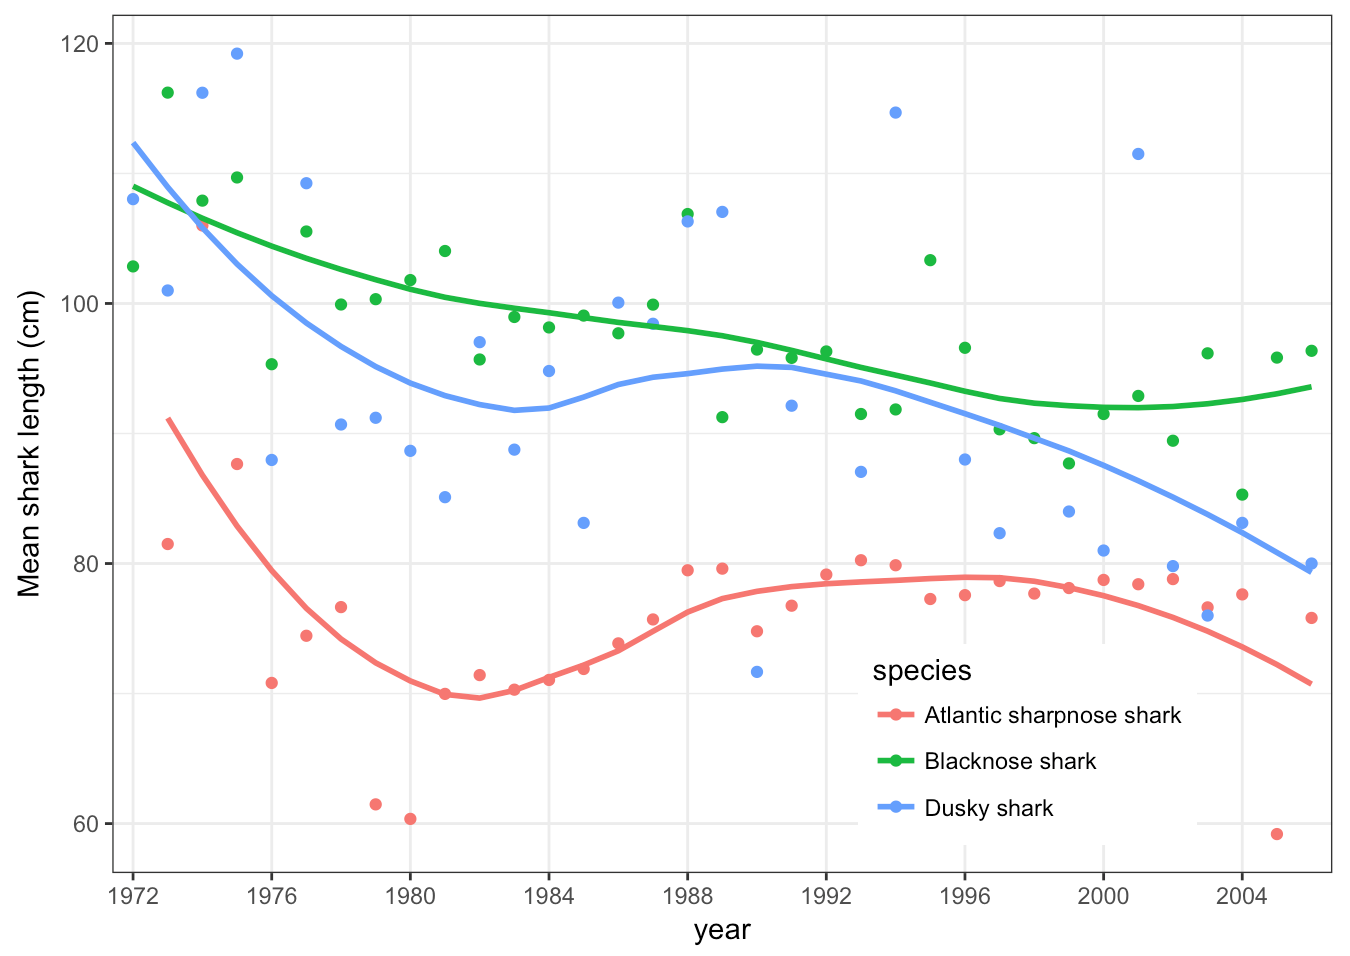 120
100
80
60
Mean shark length (cm)
species
Atlantic sharpnose shark
Blacknose shark
Dusky shark
1972 1976 1980 1984 1988 1992 1996 2000 2004
year